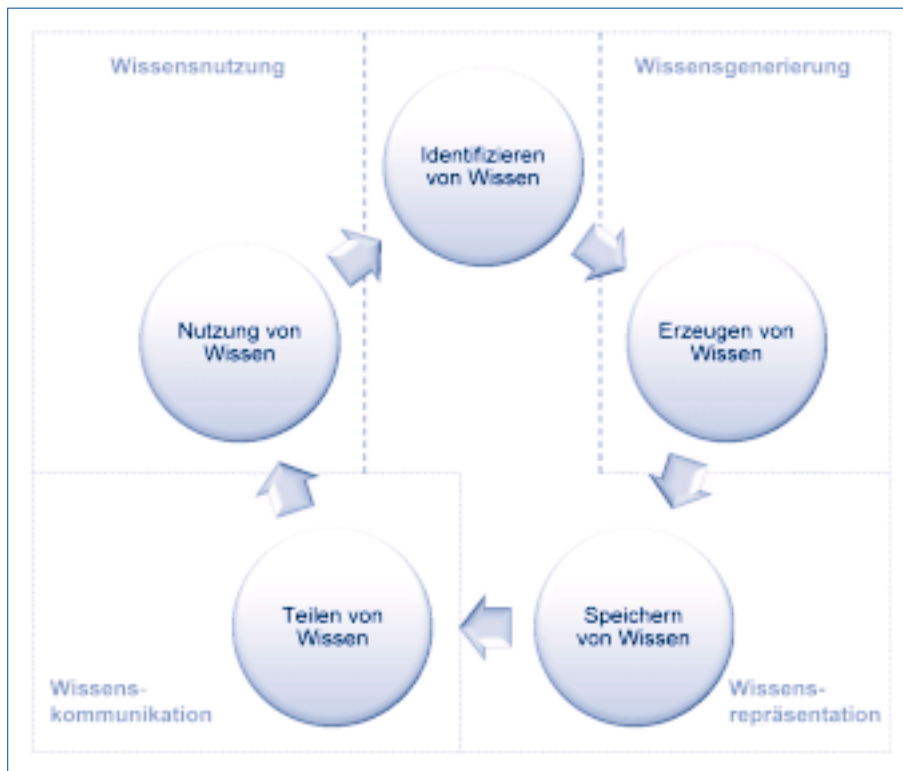 Wissensnutzung
Wissensgenerierung
Identifizieren
von Wissen
Nutzung von
Wissen
Erzeugen von
Wissen
Teilen von
Wissen
Speichern
von Wissen
Wissens-
kommunikation
Wissens-
repräsentation